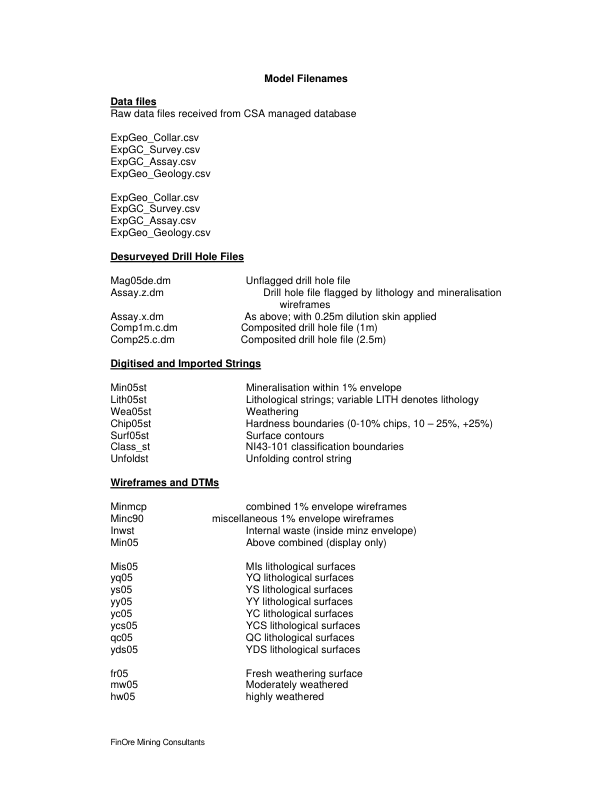 Model Filenames
Data files
Raw data files received from CSA managed database
ExpGeo_Collar.csv
ExpGC_Survey.csv
ExpGC_Assay.csv
ExpGeo_Geology.csv
ExpGeo_Collar.csv
ExpGC_Survey.csv
ExpGC_Assay.csv
ExpGeo_Geology.csv
Desurveyed Drill Hole Files
Mag05de.dm Unflagged drill hole file
Assay.z.dm Drill hole file flagged by lithology and mineralisation
wireframes
Assay.x.dm As above; with 0.25m dilution skin applied
Comp1m.c.dm Composited drill hole file (1m)
Comp25.c.dm Composited drill hole file (2.5m)
Digitised and Imported Strings
Min05st Mineralisation within 1% envelope
Lith05st Lithological strings; variable LITH denotes lithology
Wea05st Weathering
Chip05st Hardness boundaries (0-10% chips, 10 – 25%, +25%)
Surf05st Surface contours
Class_st NI43-101 classification boundaries
Unfoldst Unfolding control string
Wireframes and DTMs
Minmcp combined 1% envelope wireframes
Minc90 miscellaneous 1% envelope wireframes
Inwst Internal waste (inside minz envelope)
Min05 Above combined (display only)
Mis05 MIs lithological surfaces
yq05 YQ lithological surfaces
ys05 YS lithological surfaces
yy05 YY lithological surfaces
yc05 YC lithological surfaces
ycs05 YCS lithological surfaces
qc05 QC lithological surfaces
yds05 YDS lithological surfaces
fr05 Fresh weathering surface
mw05 Moderately weathered
hw05 highly weathered
FinOre Mining Consultants